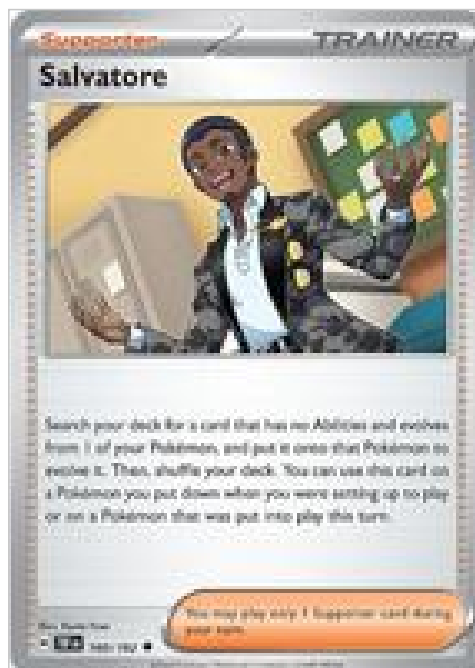 Supporter
TRAINER
Salvatore
Search your deck for a card that has no Abilities and evolves
from 1 of your Pokémon, and put it onto that Pokémon to
evolve it. Then, shuffle your deck. You can use this card on
a Pokémon you put down when you were setting up to play
or on a Pokémon that was put into play this turn.
You may play only 1 Supporter card during
your turn.
160/162